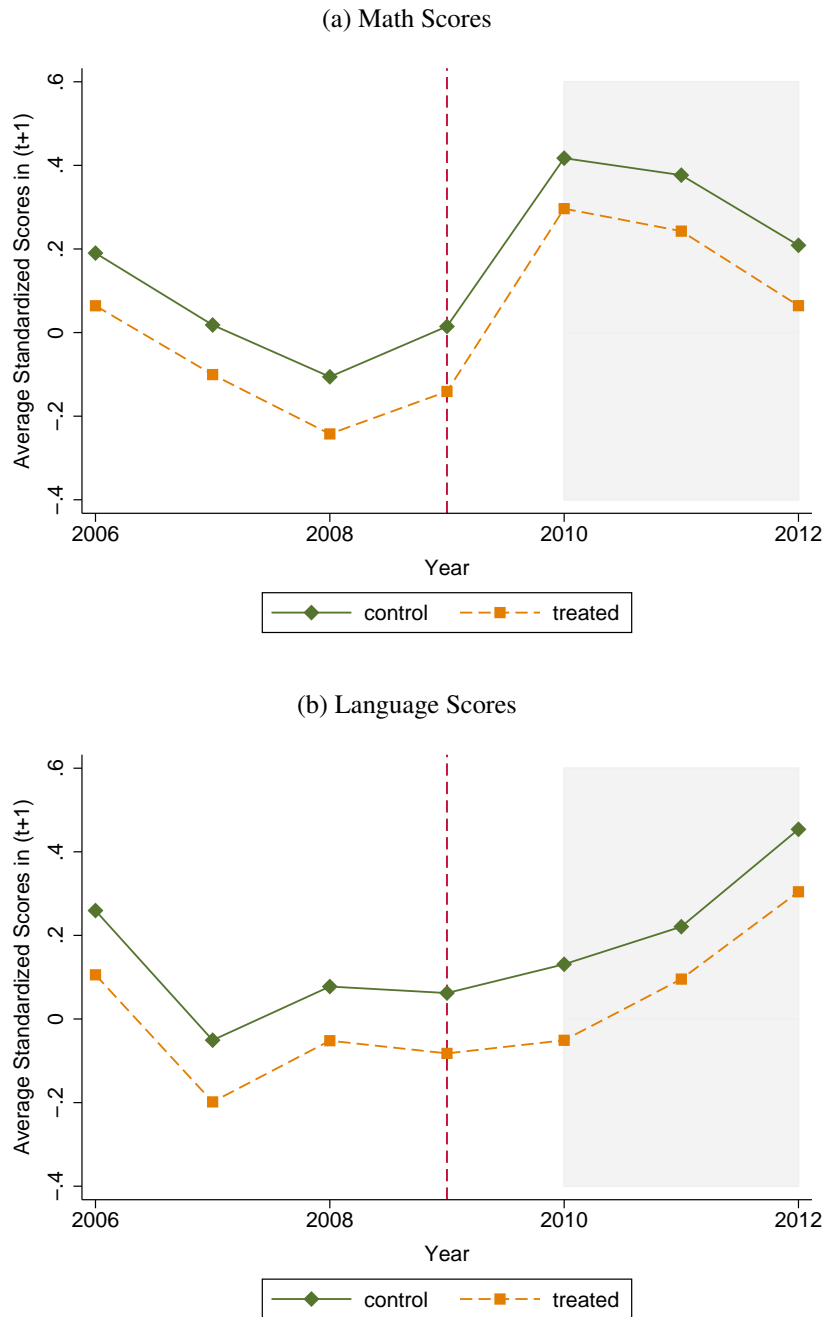 (a) Math Scores
Average Standardized Scores in (t+1)
.6
.4
.2
0
-.2
-.4
2006 2008 2010 2012
Year
control treated
(b) Language Scores
Average Standardized Scores in (t+1)
.6
.4
.2
0
-.2
-.4
2006 2008 2010 2012
Year
control treated